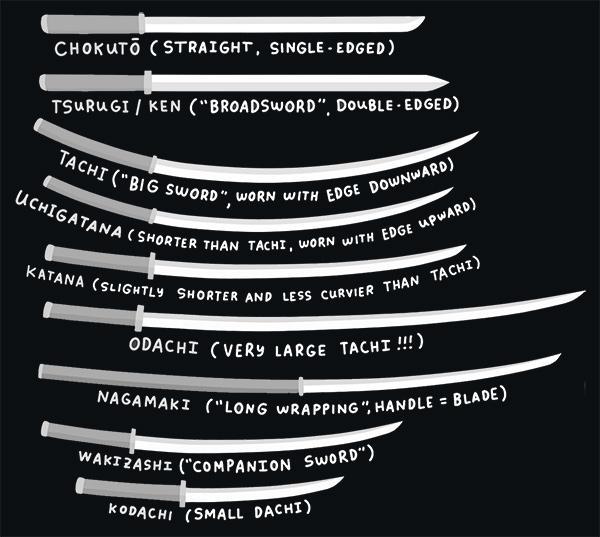 CHOKUTŌ (STRAIGHT, SINGLE-EDGED)
TSURUGI / KEN ("BROADSWORD", DOUBLE-EDGED)
TACHI ("BIG SWORD", WORN WITH EDGE DOWNWARD)
UCHIGATANA (SHORTER THAN TACHI, WORN WITH EDGE UPWARD)
KATANA (SLIGHTLY SHORTER AND LESS CURVIER THAN TACHI)
ODACHI (VERY LARGE TACHI!!!)
NAGAMAKI ("LONG WRAPPING", HANDLE = BLADE)
WAKIZASHI ("COMPANION SWORD")
KODACHI (SMALL DACHI)